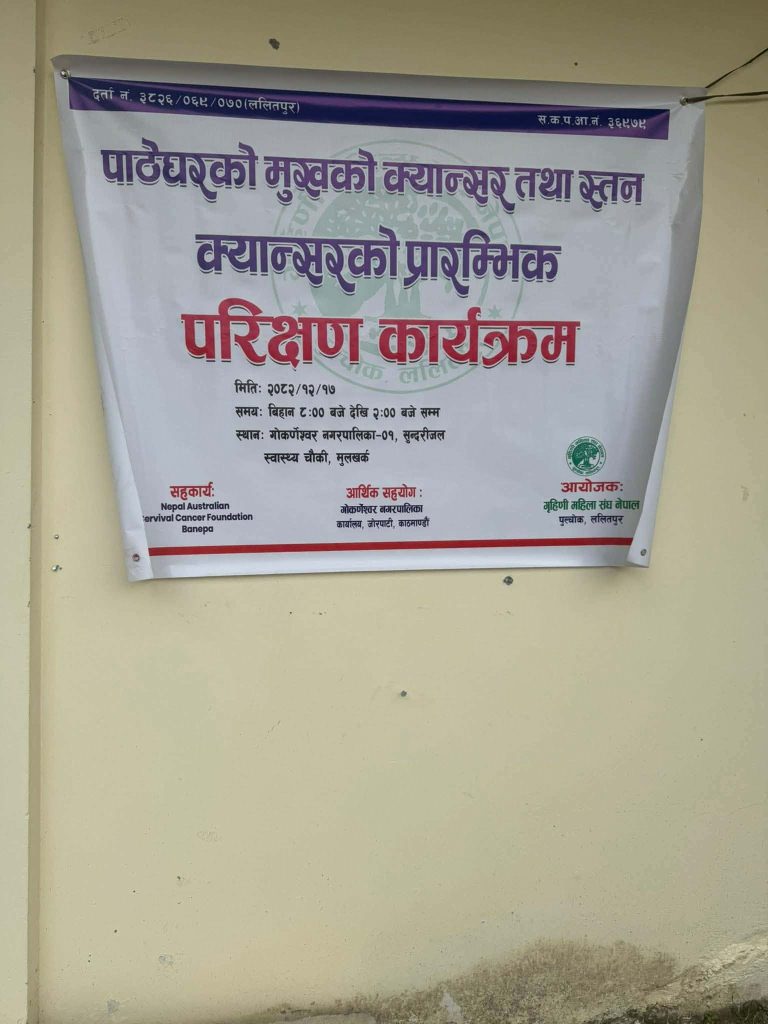 दर्ता नं. ३८२६/०६९/०७०(ललितपुर)
स.क.प.आ.नं. ३६९७९
पाठेघरको मुखको क्यान्सर तथा स्तन
क्यान्सरको प्रारम्भिक
परिक्षण कार्यक्रम
मिति: २०८२/१२/१७
समय: बिहान ८:०० बजे देखि २:०० बजे सम्म
स्थान: गोकर्णेश्वर नगरपालिका-०१, सुन्दरीजल
स्वास्थ्य चौकी, मुलखर्क
सहकार्य:
Nepal Australian
Cervival Cancer Foundation
Banepa
आर्थिक सहयोग :
गोकर्णेश्वर नगरपालिका
कार्यालय, जोरपाटी, काठमाण्डौ
आयोजक:
गृहिणी महिला संघ नेपाल
पुल्चोक, ललितपुर